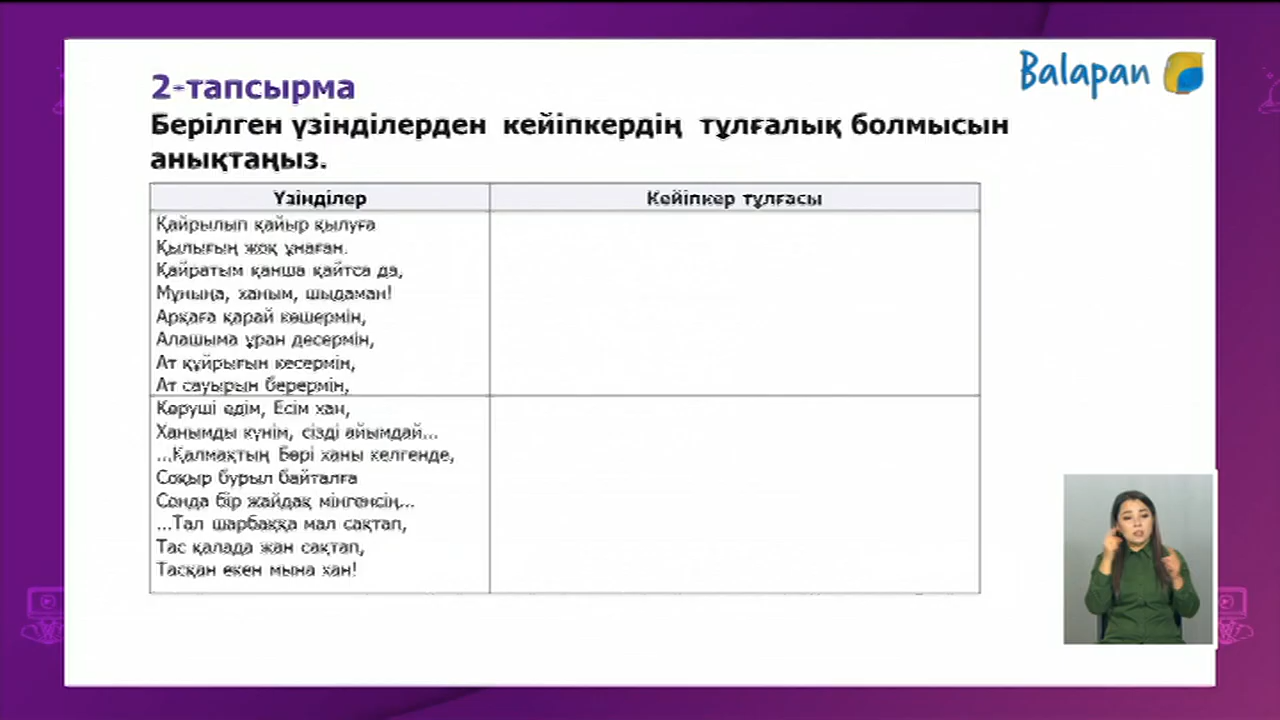 Balapan
2-тапсырма
Берілген үзінділерден кейіпкердің тұлғалық болмысын
анықтаңыз.
Үзінділер
Кейіпкер тұлғасы
Қайрылып қайыр қылуға
Қылығың жоқ ұнаған.
Қайратым қанша қайтса да,
Мұныңа, ханым, шыдаман!
Арқаға қарай көшермін,
Алашыма ұран десермін,
Ат құйрығын кесермін,
Ат сауырын берермін,
Көруші едім, Есім хан,
Ханымды күнім, сізді айымдай...
...Қалмақтың Бөрі ханы келгенде,
Соқыр бурыл байталға
Сонда бір жайдақ мінгенсің...
...Тал шарбаққа мал сақтап,
Тас қалада жан сақтап,
Тасқан екен мына хан!